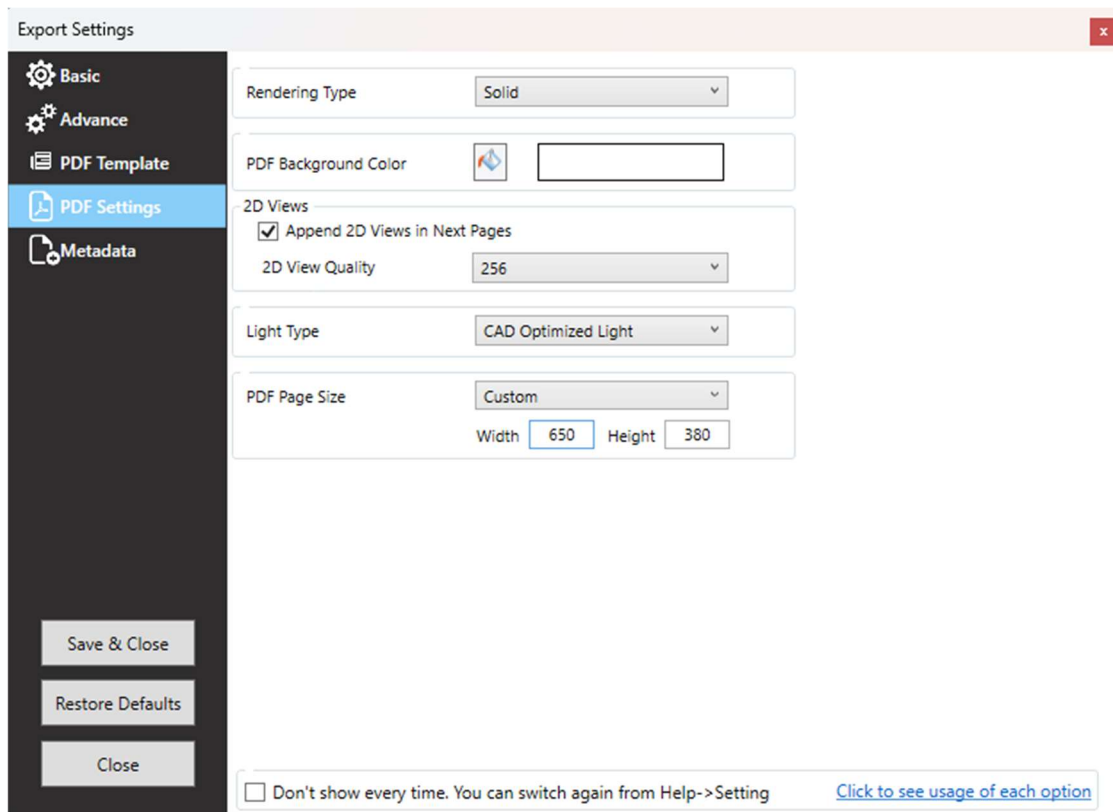 Export Settings
x
Basic
Advance
PDF Template
PDF Settings
Metadata
Rendering Type Solid
PDF Background Color
2D Views
Append 2D Views in Next Pages
2D View Quality 256
Light Type CAD Optimized Light
PDF Page Size Custom
Width 650 Height 380
Save & Close
Restore Defaults
Close
Don't show every time. You can switch again from Help->Setting Click to see usage of each option